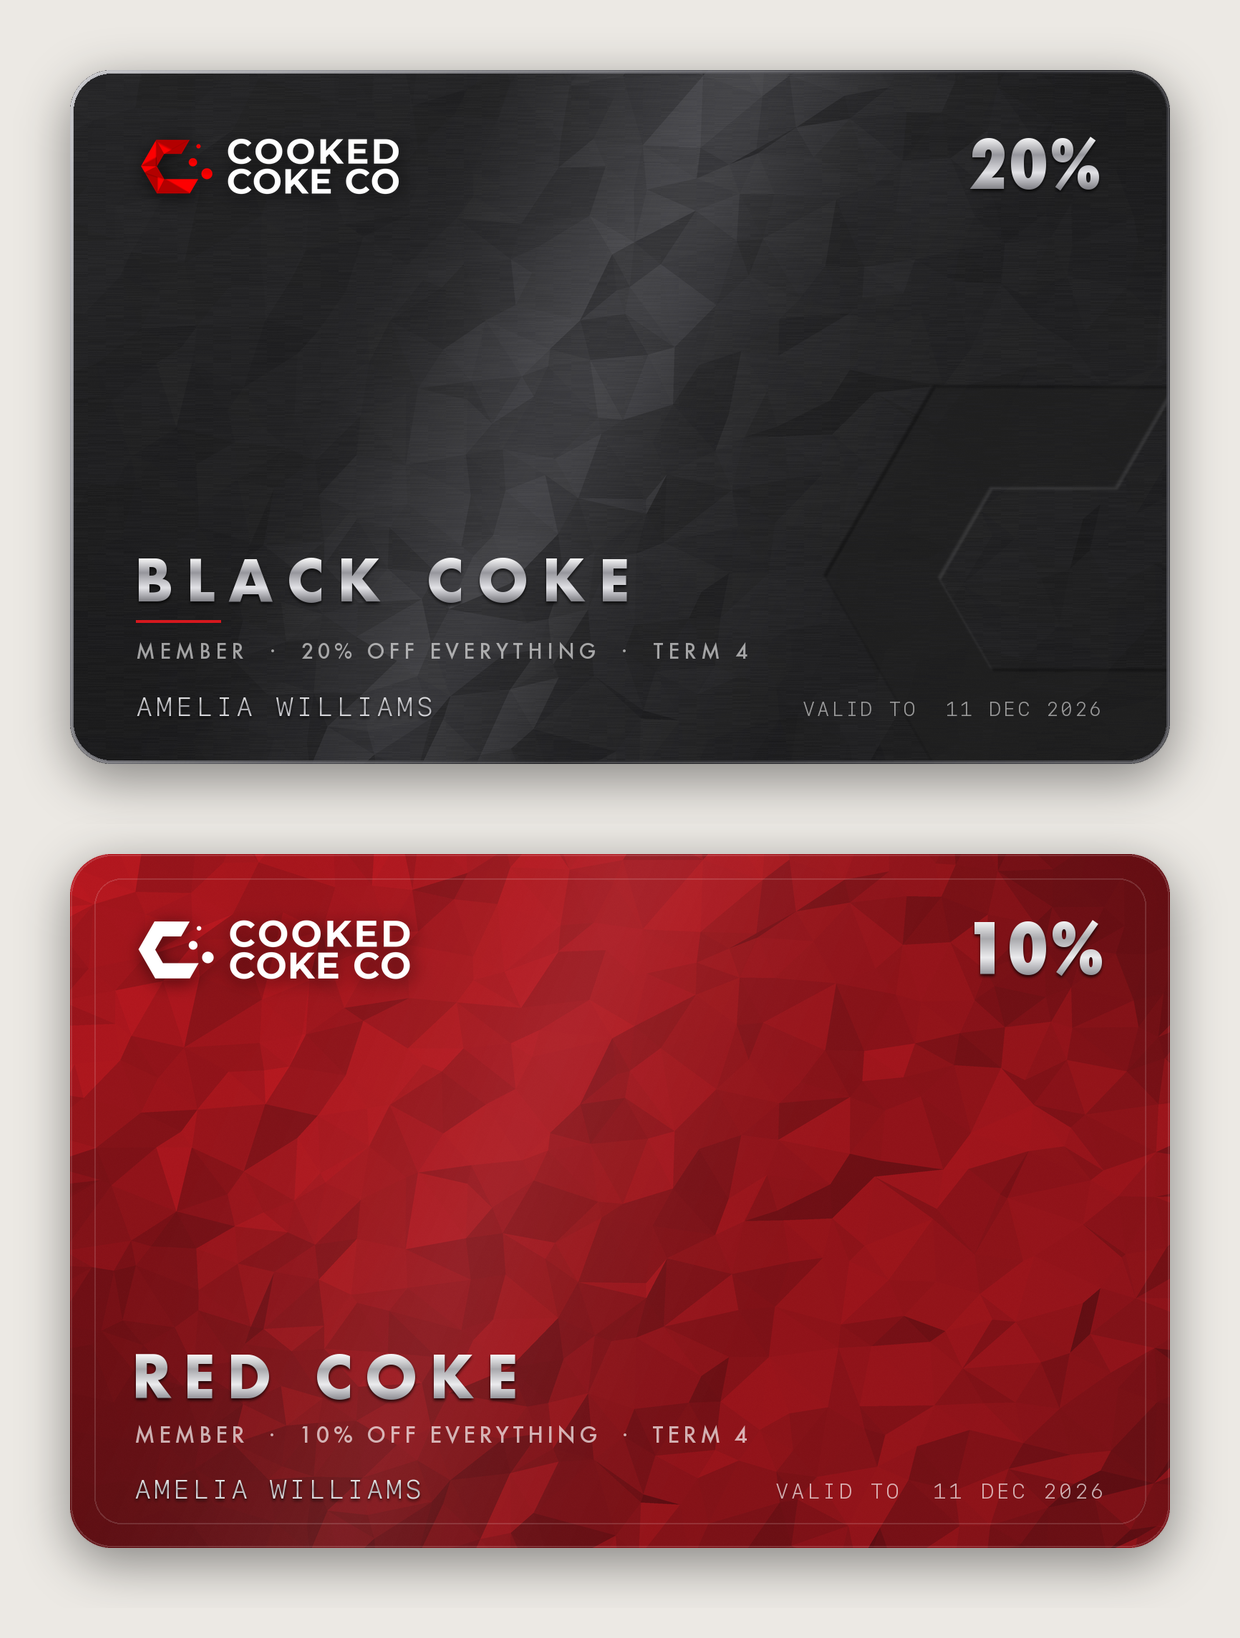 COOKED
COKE CO
20%
BLACK COKE
MEMBER · 20% OFF EVERYTHING · TERM 4
AMELIA WILLIAMS
VALID TO 11 DEC 2026
COOKED
COKE CO
10%
RED COKE
MEMBER · 10% OFF EVERYTHING · TERM 4
AMELIA WILLIAMS
VALID TO 11 DEC 2026